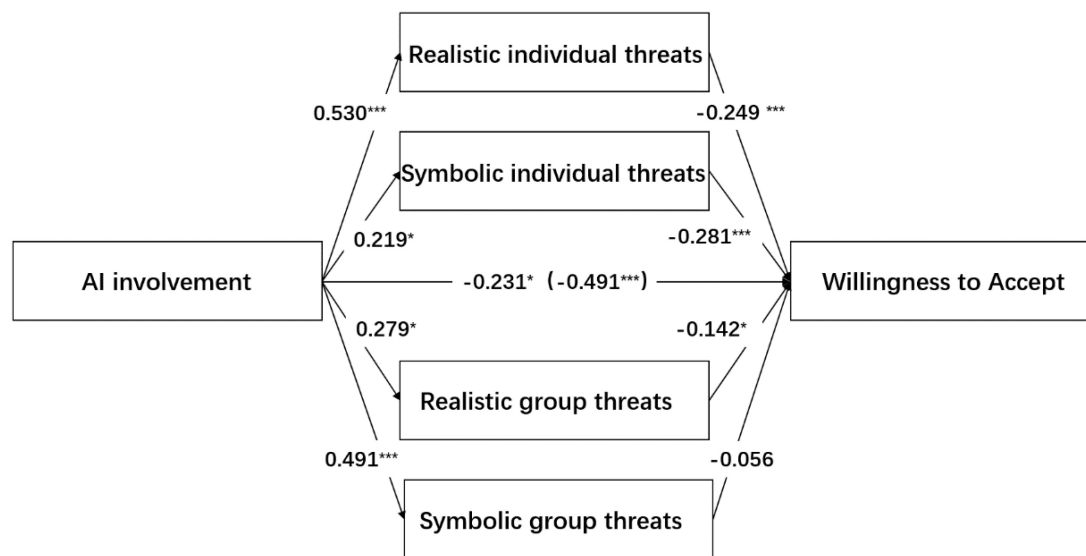 Realistic individual threats
0.530***
-0.249 ***
Symbolic individual threats
0.219*
-0.281***
AI involvement
-0.231* (-0.491***)
Willingness to Accept
0.279*
-0.142*
Realistic group threats
0.491***
-0.056
Symbolic group threats